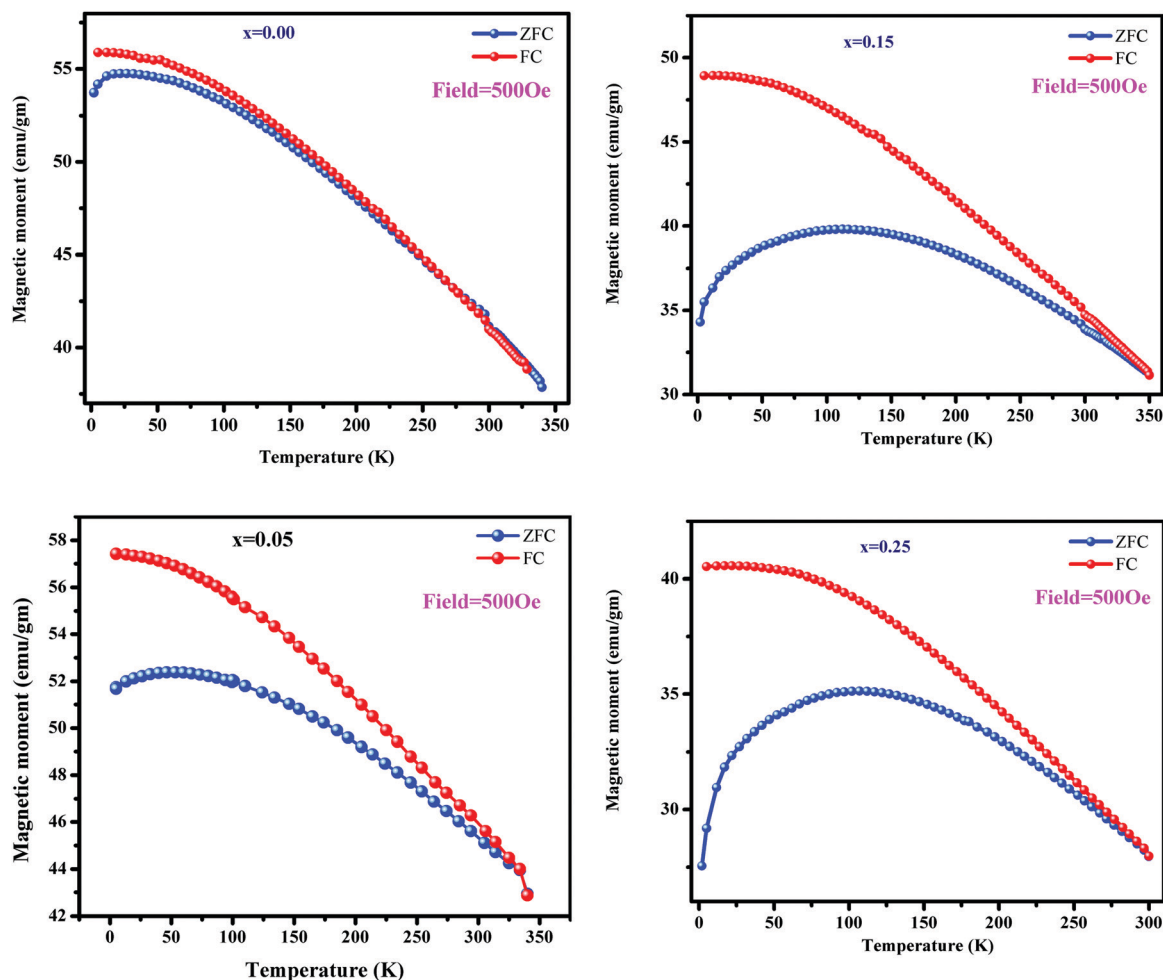 x=0.00
ZFC
FC
Field=500Oe
Magnetic moment (emu/gm)
55
50
45
40
0 50 100 150 200 250 300 350
Temperature (K)
x=0.15
ZFC
FC
Field=500Oe
Magnetic moment (emu/gm)
50
45
40
35
30
0 50 100 150 200 250 300 350
Temperature (K)
x=0.05
ZFC
FC
Field=500Oe
Magnetic moment (emu/gm)
58
56
54
52
50
48
46
44
42
0 50 100 150 200 250 300 350
Temperature (K)
x=0.25
ZFC
FC
Field=500Oe
Magnetic moment (emu/gm)
40
35
30
0 50 100 150 200 250 300
Temperature (K)